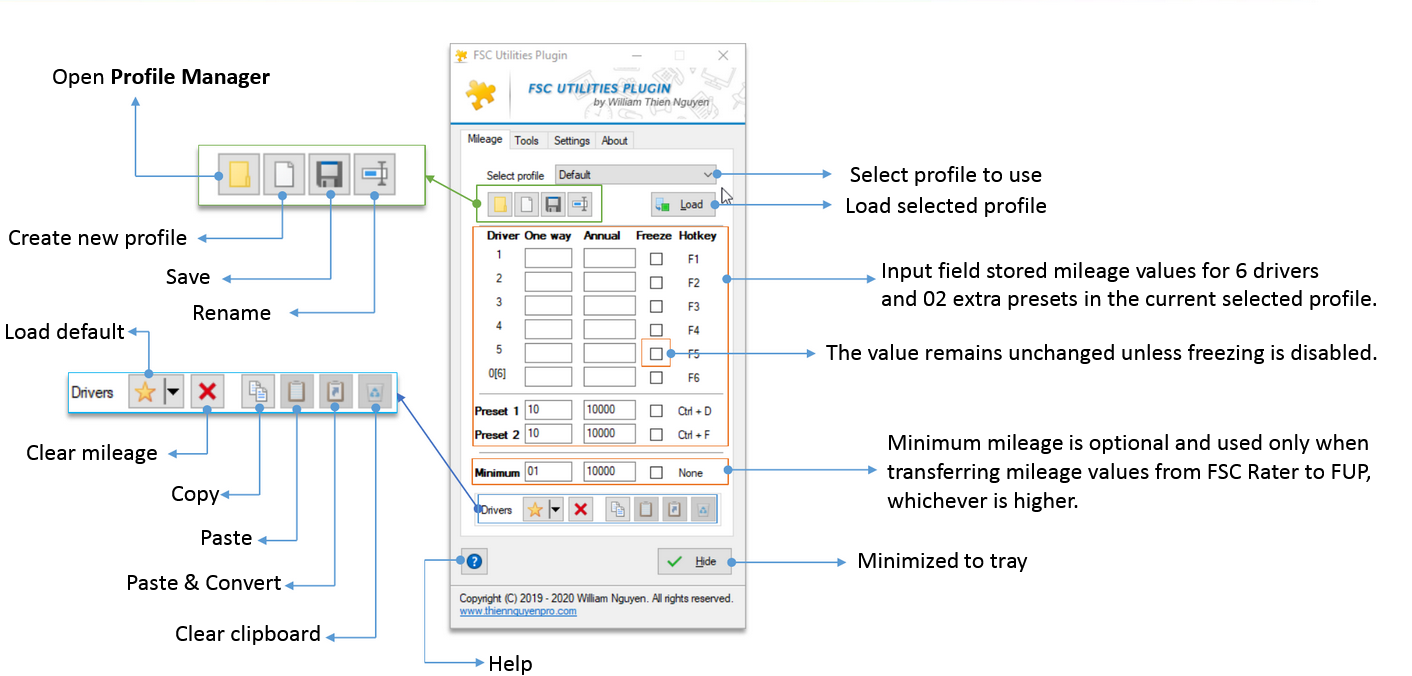 Open Profile Manager
Create new profile
Save
Rename
Load default
Drivers
Clear mileage
Copy
Paste
Paste & Convert
Clear clipboard
FSC Utilities Plugin
FSC UTILITIES PLUGIN
by William Thien Nguyen
Mileage Tools Settings About
Select profile Default
Load
Driver One way Annual Freeze Hotkey
1 F1
2 F2
3 F3
4 F4
5 F5
0[6] F6
Preset 1 10 10000 Ctrl + D
Preset 2 10 10000 Ctrl + F
Minimum 01 10000 None
Drivers
Hide
Copyright (C) 2019 - 2020 William Nguyen. All rights reserved.
www.thiennguyenpro.com
Help
Select profile to use
Load selected profile
Input field stored mileage values for 6 drivers
and 02 extra presets in the current selected profile.
The value remains unchanged unless freezing is disabled.
Minimum mileage is optional and used only when
transferring mileage values from FSC Rater to FUP,
whichever is higher.
Minimized to tray